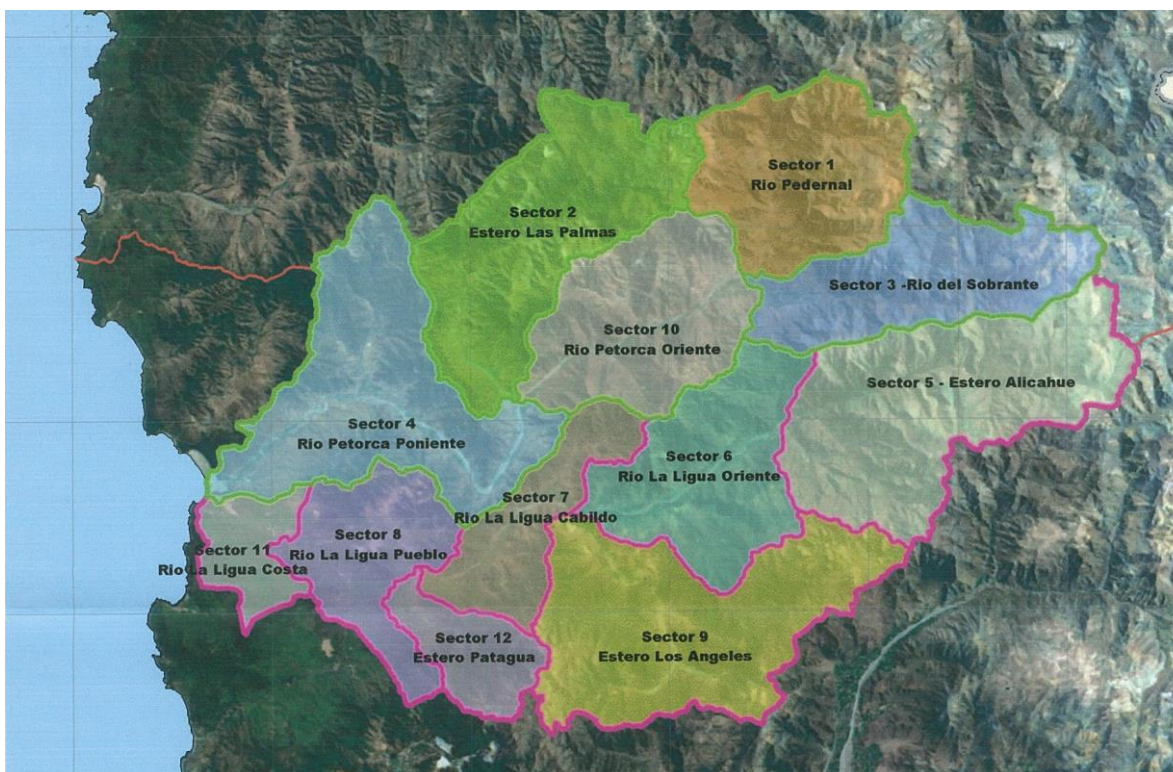 Sector 1
Rio Pedernal
Sector 2
Estero Las Palmas
Sector 3 -Rio del Sobrante
Sector 10
Rio Petorca Oriente
Sector 5 - Estero Alicahue
Sector 4
Rio Petorca Poniente
Sector 6
Rio La Ligua Oriente
Sector 7
Rio La Ligua Cabildo
Sector 8
Rio La Ligua Pueblo
Sector 11
Rio La Ligua Costa
Sector 12
Estero Patagua
Sector 9
Estero Los Angeles